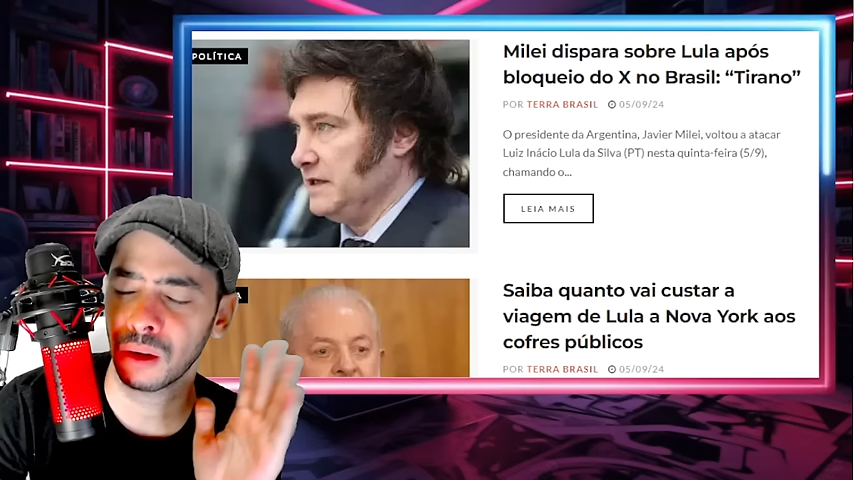 POLÍTICA
Milei dispara sobre Lula após
bloqueio do X no Brasil: “Tirano”
POR TERRA BRASIL 05/09/24
O presidente da Argentina, Javier Milei, voltou a atacar
Luiz Inácio Lula da Silva (PT) nesta quinta-feira (5/9),
chamando o...
LEIA MAIS
Saiba quanto vai custar a
viagem de Lula a Nova York aos
cofres públicos
POR TERRA BRASIL 05/09/24